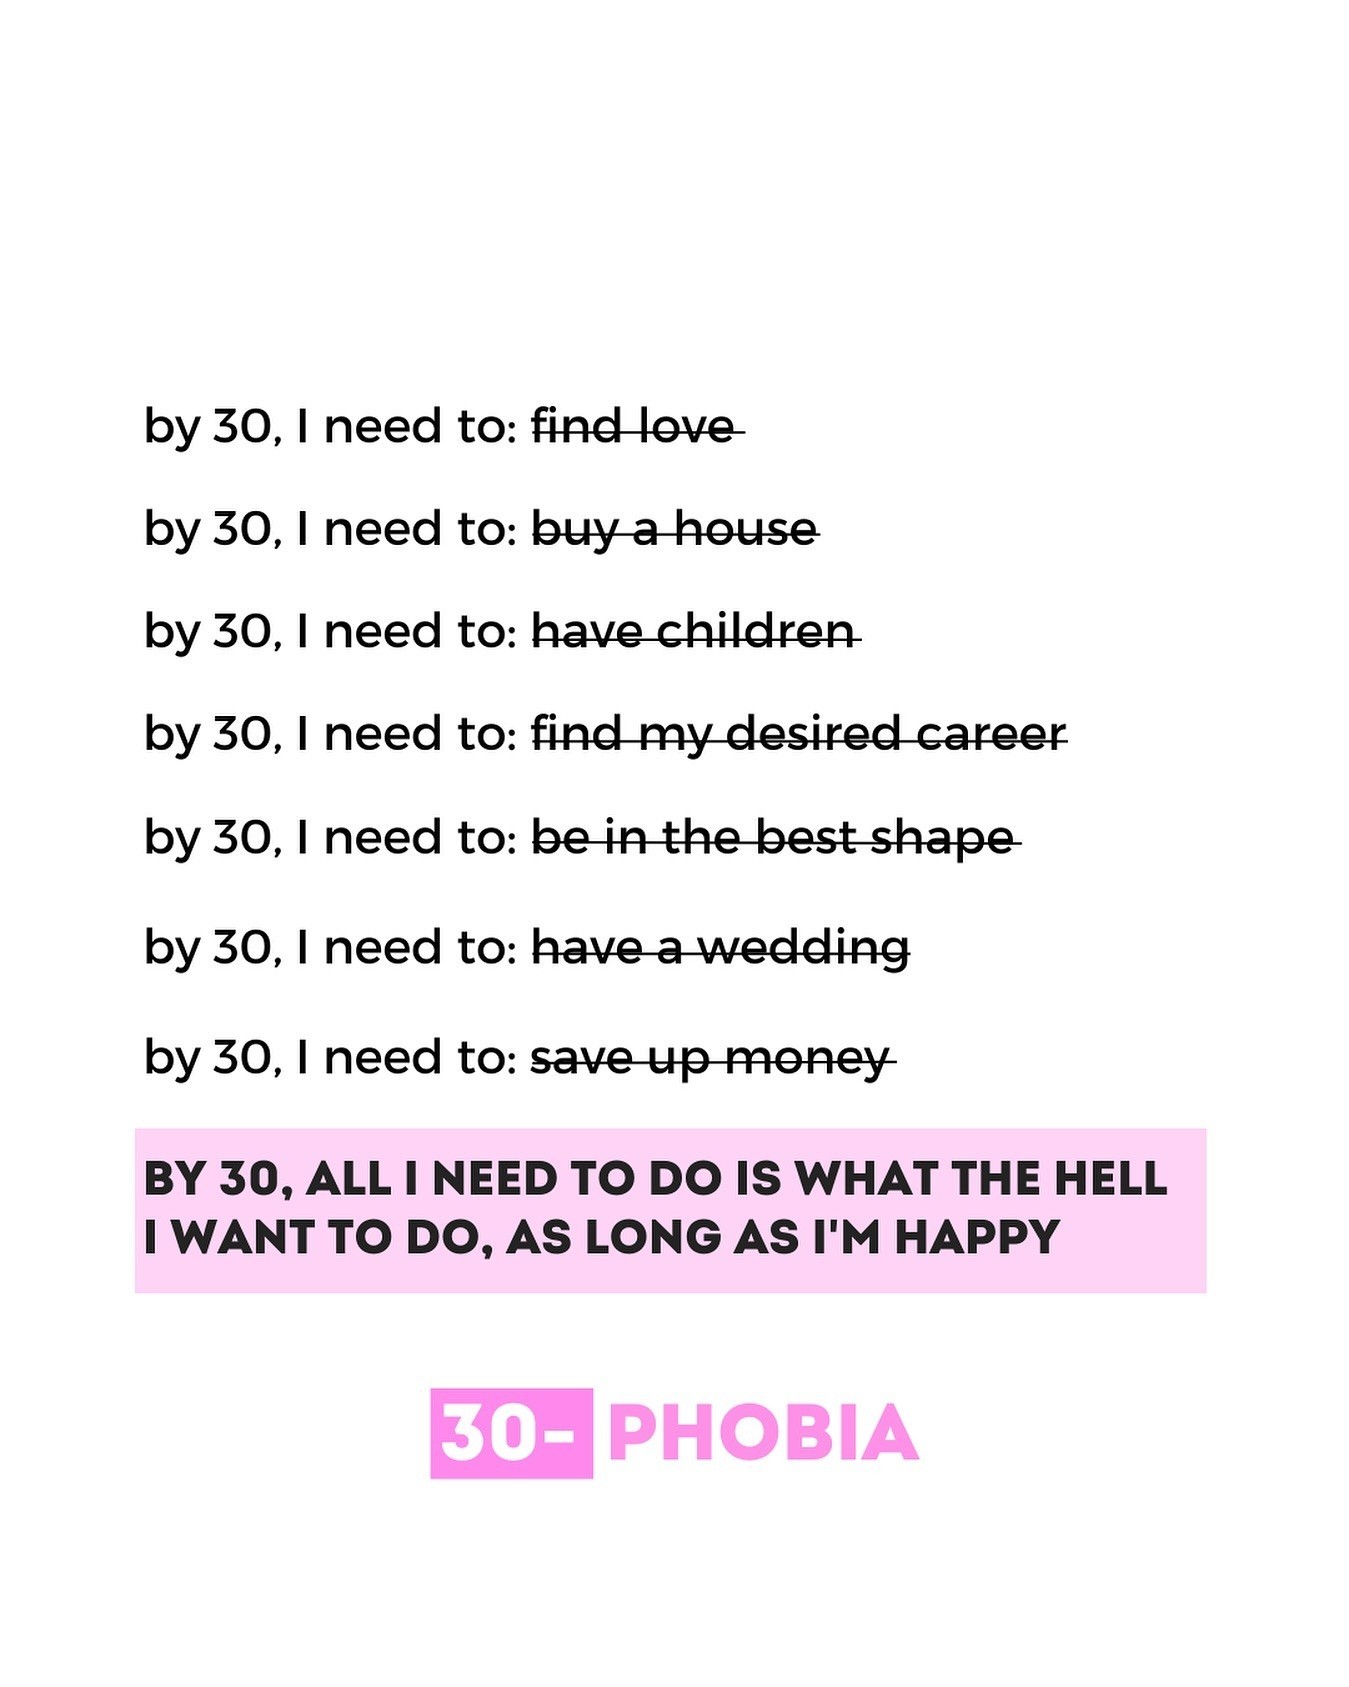 by 30, I need to: find love
by 30, I need to: buy a house
by 30, I need to: have children
by 30, I need to: find my desired career
by 30, I need to: be in the best shape
by 30, I need to: have a wedding
by 30, I need to: save up money
BY 30, ALL I NEED TO DO IS WHAT THE HELL
I WANT TO DO, AS LONG AS I'M HAPPY
30- PHOBIA